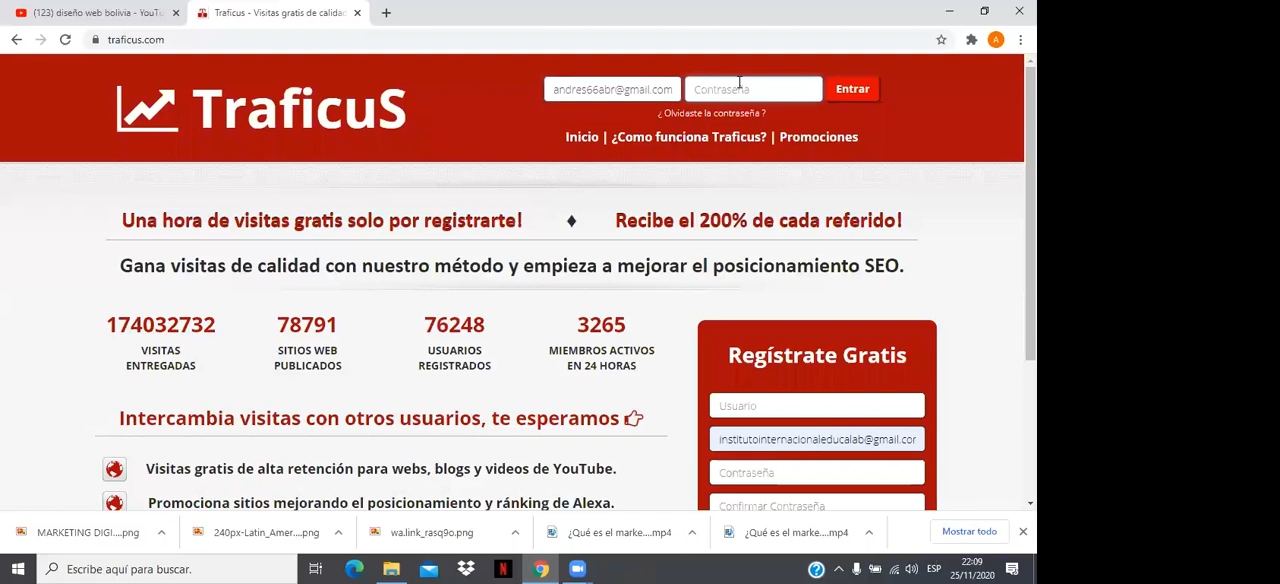 (123) diseño web bolivia - YouTu
Traficus - Visitas gratis de calidad
traficus.com
TraficuS
andres66abr@gmail.com
Contraseña
Entrar
¿ Olvidaste la contraseña ?
Inicio | ¿Como funciona Traficus? | Promociones
Una hora de visitas gratis solo por registrarte! ♦ Recibe el 200% de cada referido!
Gana visitas de calidad con nuestro método y empieza a mejorar el posicionamiento SEO.
174032732
VISITAS
ENTREGADAS
78791
SITIOS WEB
PUBLICADOS
76248
USUARIOS
REGISTRADOS
3265
MIEMBROS ACTIVOS
EN 24 HORAS
Regístrate Gratis
Usuario
institutointernacionaleducalab@gmail.cor
Contraseña
Confirmar Contraseña
Intercambia visitas con otros usuarios, te esperamos
Visitas gratis de alta retención para webs, blogs y videos de YouTube.
Promociona sitios mejorando el posicionamiento y ránking de Alexa.
MARKETING DIGI....png
240px-Latin_Amer....png
wa.link_rasq9o.png
¿Qué es el marke....mp4
¿Qué es el marke....mp4
Mostrar todo
Escribe aquí para buscar.
ESP
22:09
25/11/2020
A